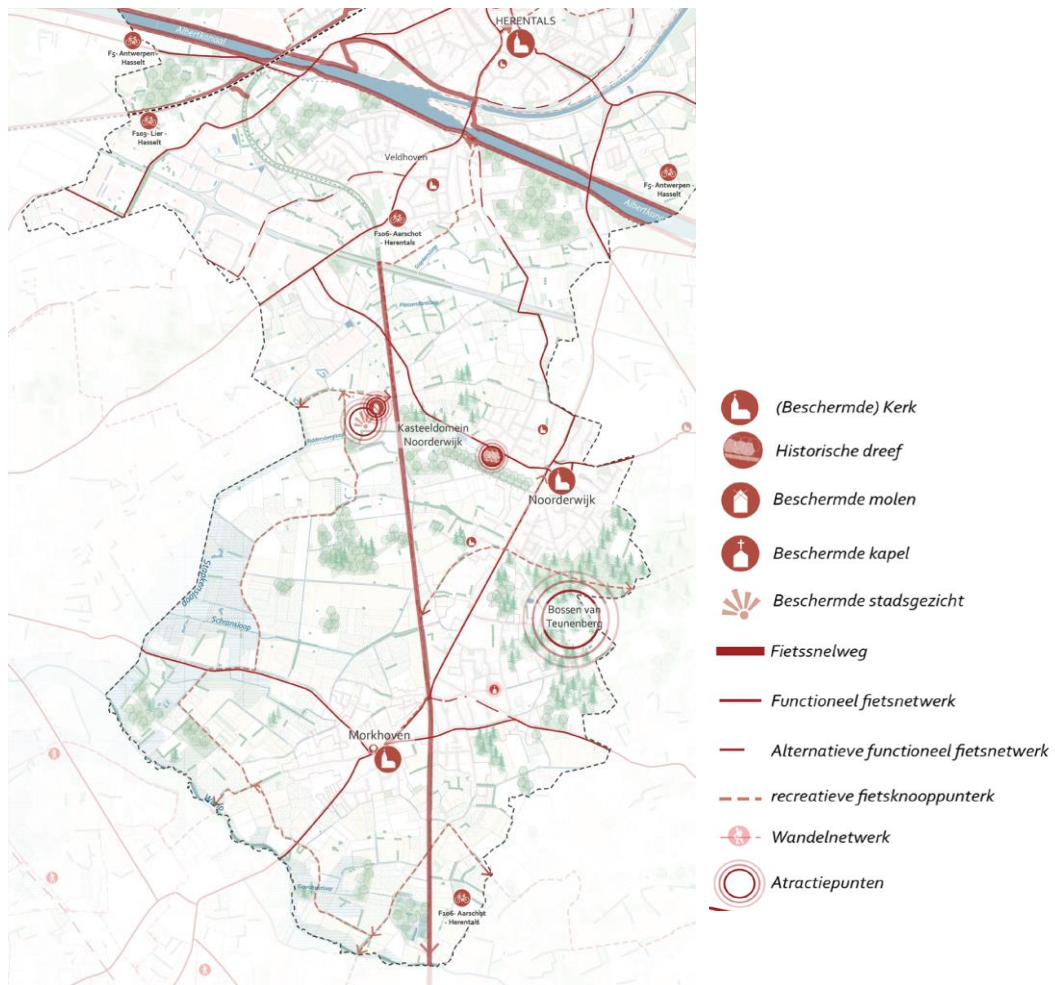 HERENTALS
Albertkanaal
F5- Antwerpen -
Hasselt
F103- Lier -
Hasselt
Veldhoven
F5- Antwerpen -
Hasselt
F106- Aarschot
- Herentals
Kasteeldomein
Noorderwijk
Noorderwijk
Stapkensloop
Schransloop
Bossen van
Teunenberg
Morkhoven
F106- Aarschot
- Herentals
(Beschermde) Kerk
Historische dreef
Beschermde molen
Beschermde kapel
Beschermde stadsgezicht
Fietssnelweg
Functioneel fietsnetwerk
Alternatieve functioneel fietsnetwerk
recreatieve fietsknooppunterk
Wandelnetwerk
Atractiepunten